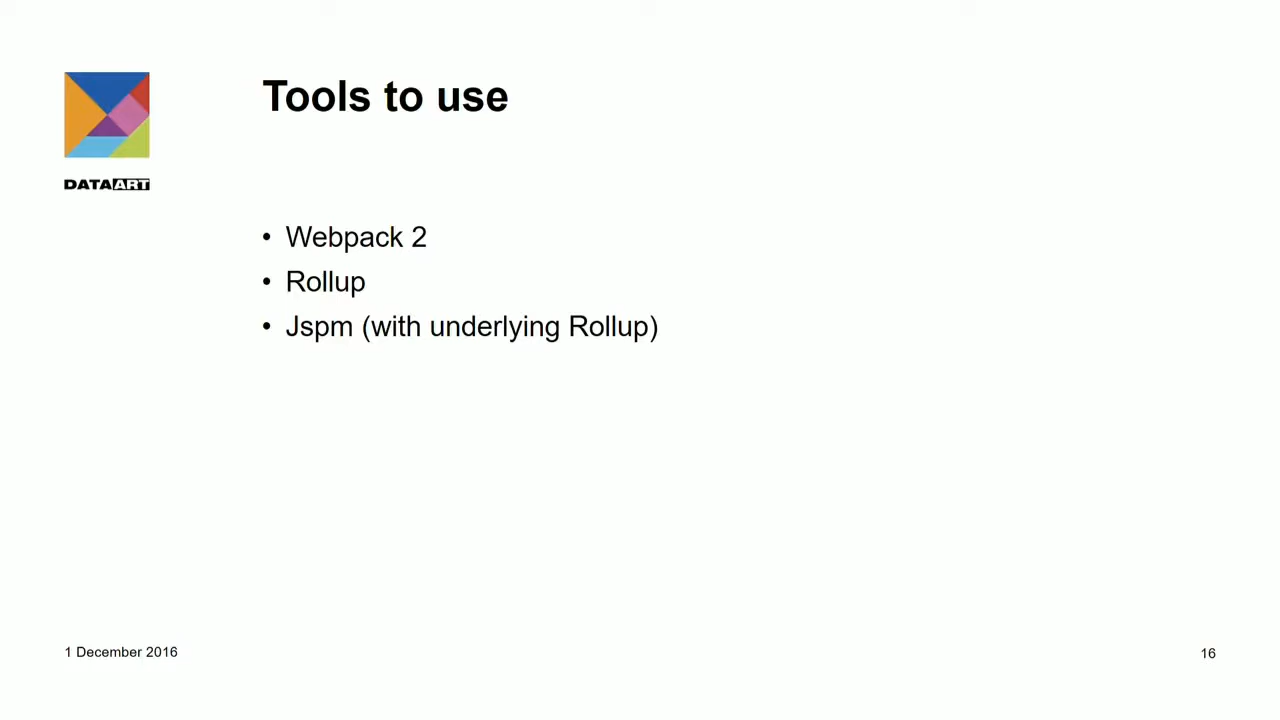 Tools to use
DATAART
• Webpack 2
• Rollup
• Jspm (with underlying Rollup)
1 December 2016
16